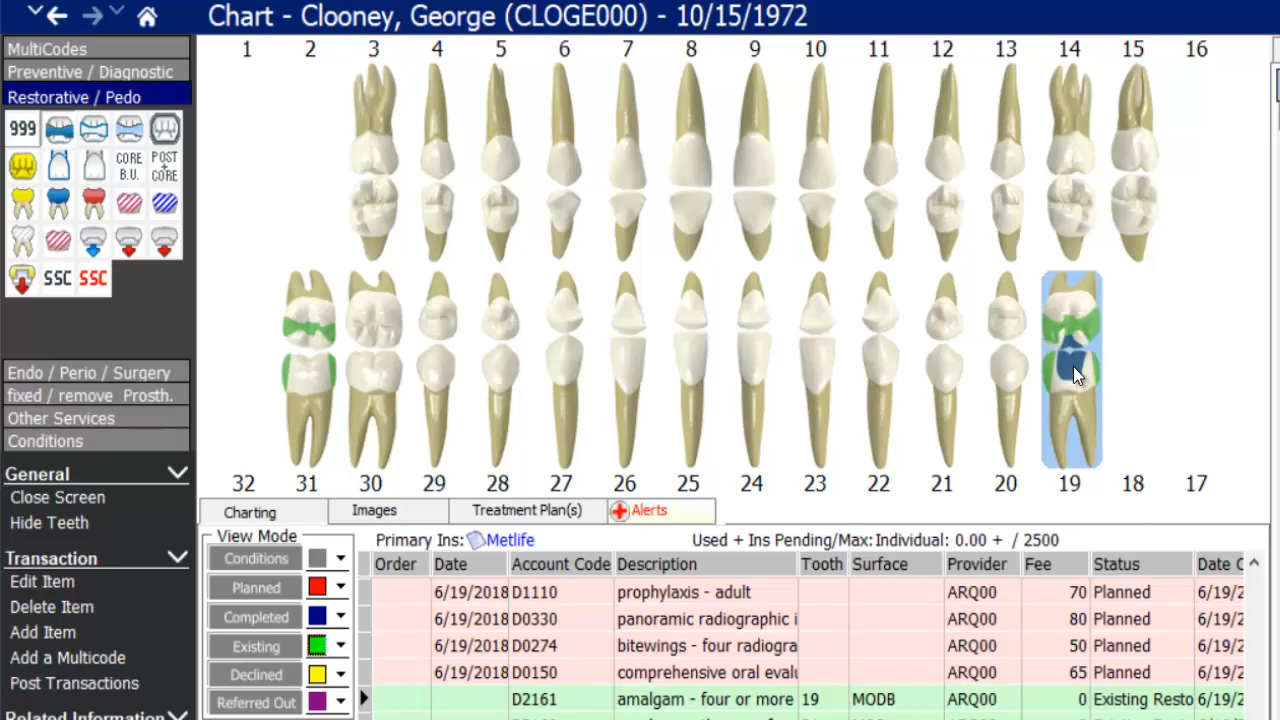 Chart - Clooney, George (CLOGE000) - 10/15/1972
MultiCodes
Preventive / Diagnostic
Restorative / Pedo
999
CORE B.U.
POST + CORE
SSC SSC
Endo / Perio / Surgery
fixed / remove Prosth.
Other Services
Conditions
General
Close Screen
Hide Teeth
Transaction
Edit Item
Delete Item
Add Item
Add a Multicode
Post Transactions
Related Information
1 2 3 4 5 6 7 8 9 10 11 12 13 14 15 16
32 31 30 29 28 27 26 25 24 23 22 21 20 19 18 17
Charting Images Treatment Plan(s) Alerts
View Mode
Conditions
Planned
Completed
Existing
Declined
Referred Out
Primary Ins: Metlife Used + Ins Pending/Max: Individual: 0.00 + / 2500
Order Date Account Code Description Tooth Surface Provider Fee Status Date C
6/19/2018 D1110 prophylaxis - adult ARQ00 70 Planned 6/19/2
6/19/2018 D0330 panoramic radiographic i ARQ00 80 Planned 6/19/2
6/19/2018 D0274 bitewings - four radiogra ARQ00 50 Planned 6/19/2
6/19/2018 D0150 comprehensive oral evalu ARQ00 65 Planned 6/19/2
D2161 amalgam - four or more 19 MODB ARQ00 0 Existing Resto 6/19/2